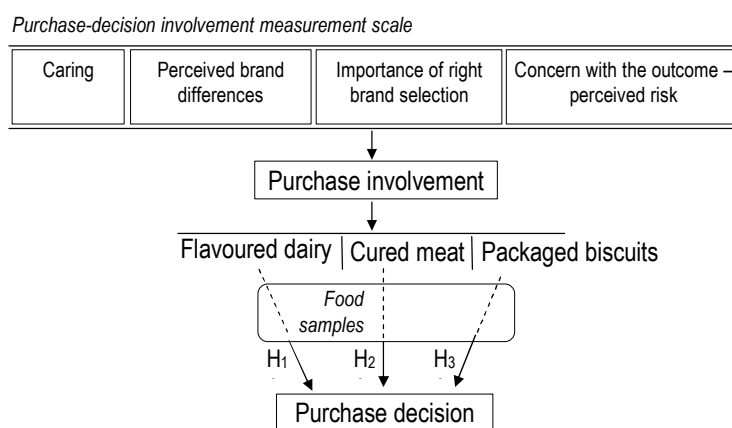 Purchase-decision involvement measurement scale
Caring
Perceived brand
differences
Importance of right
brand selection
Concern with the outcome –
perceived risk
Purchase involvement
Flavoured dairy | Cured meat | Packaged biscuits
Food
samples
H1 H2 H3
Purchase decision